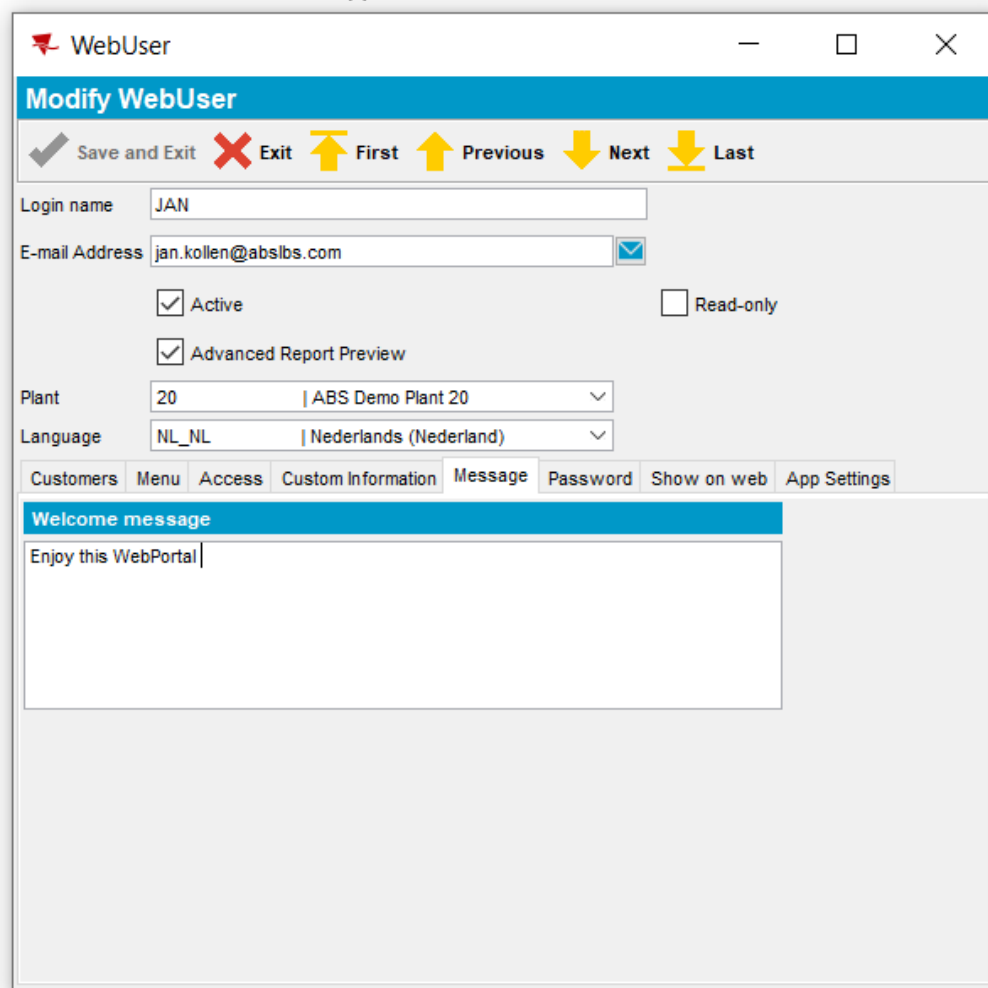 WebUser
Modify WebUser
Save and Exit Exit First Previous Next Last
Login name JAN
E-mail Address jan.kollen@abslbs.com
Active Read-only
Advanced Report Preview
Plant 20 | ABS Demo Plant 20
Language NL_NL | Nederlands (Nederland)
Customers Menu Access Custom Information Message Password Show on web App Settings
Welcome message
Enjoy this WebPortal